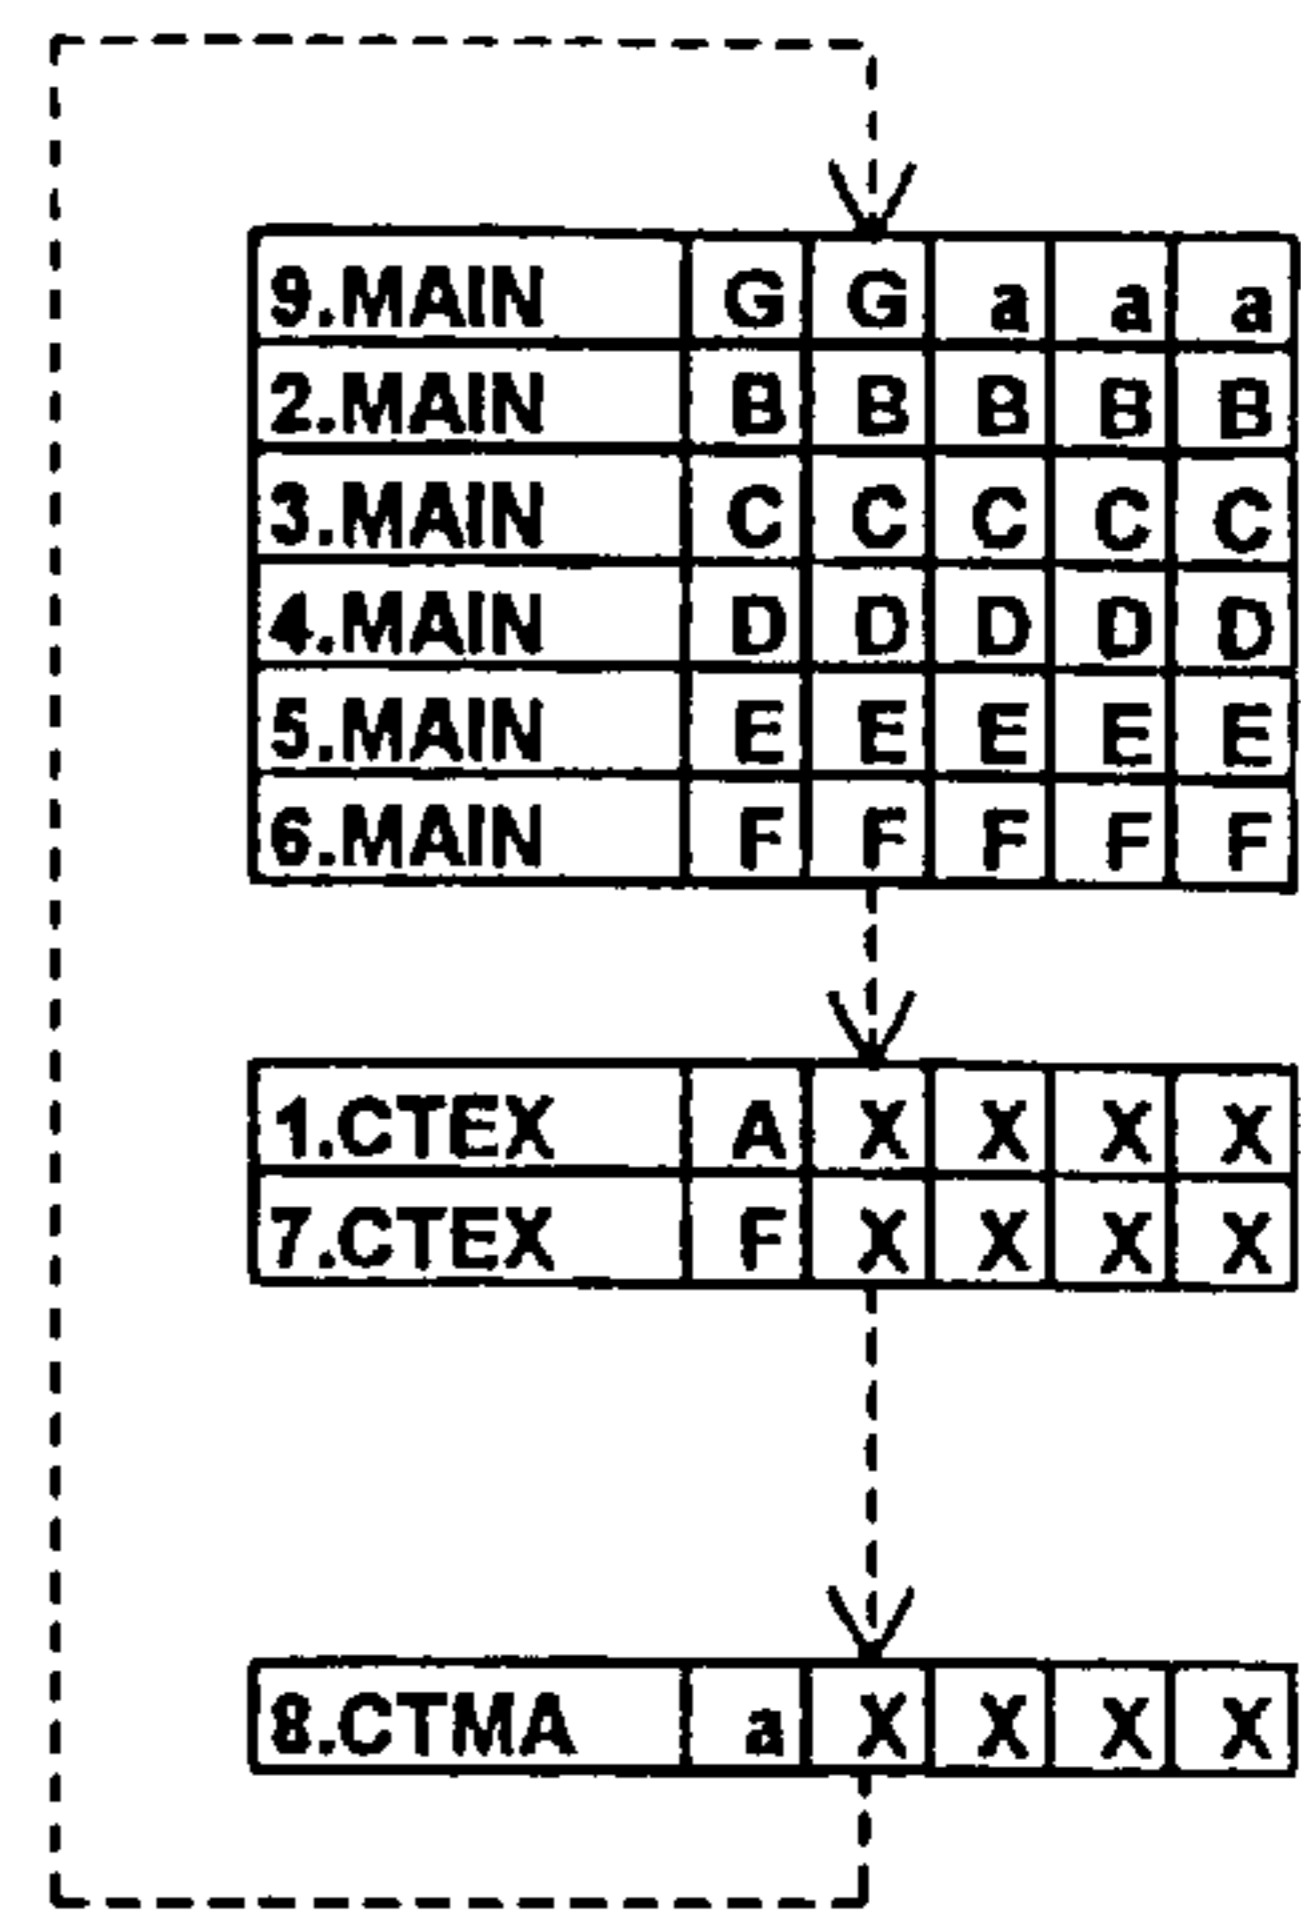 9.MAIN G G a a a
2.MAIN B B B B B
3.MAIN C C C C C
4.MAIN D D D D D
5.MAIN E E E E E
6.MAIN F F F F F
1.CTEX A X X X X
7.CTEX F X X X X
8.CTMA a X X X X